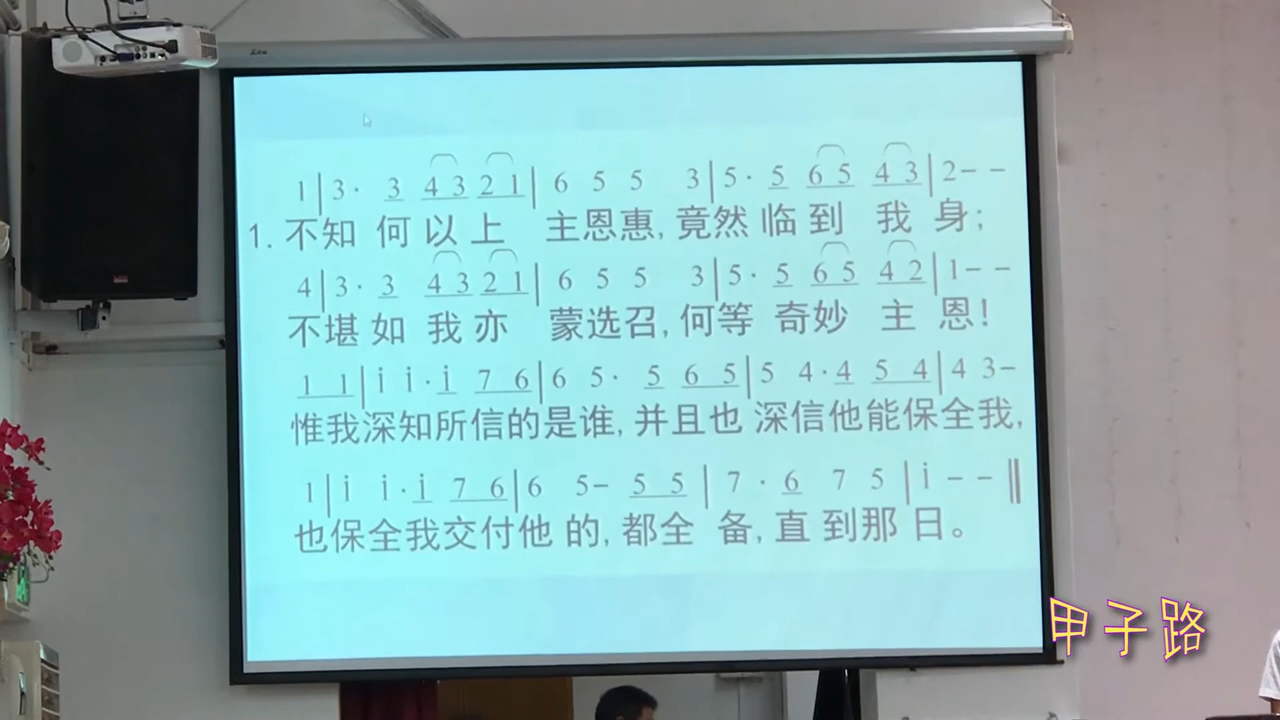 1|3· 3 4 3 2 1|6 5 5 3|5· 5 6 5 4 3|2– –
1. 不知 何以上 主恩惠,竟然临到 我 身;
4|3· 3 4 3 2 1|6 5 5 3|5· 5 6 5 4 2|1– –
不堪如 我亦 蒙选召,何等 奇妙 主 恩!
1 1|i i·i 7 6|6 5· 5 6 5|5 4·4 5 4|4 3–
惟我深知所信的是谁,并且也 深信他能保全我,
1|i i·i 7 6|6 5– 5 5|7 ·6 7 5|i – –‖
也保全我交付他 的,都全 备,直 到那 日。
甲子路